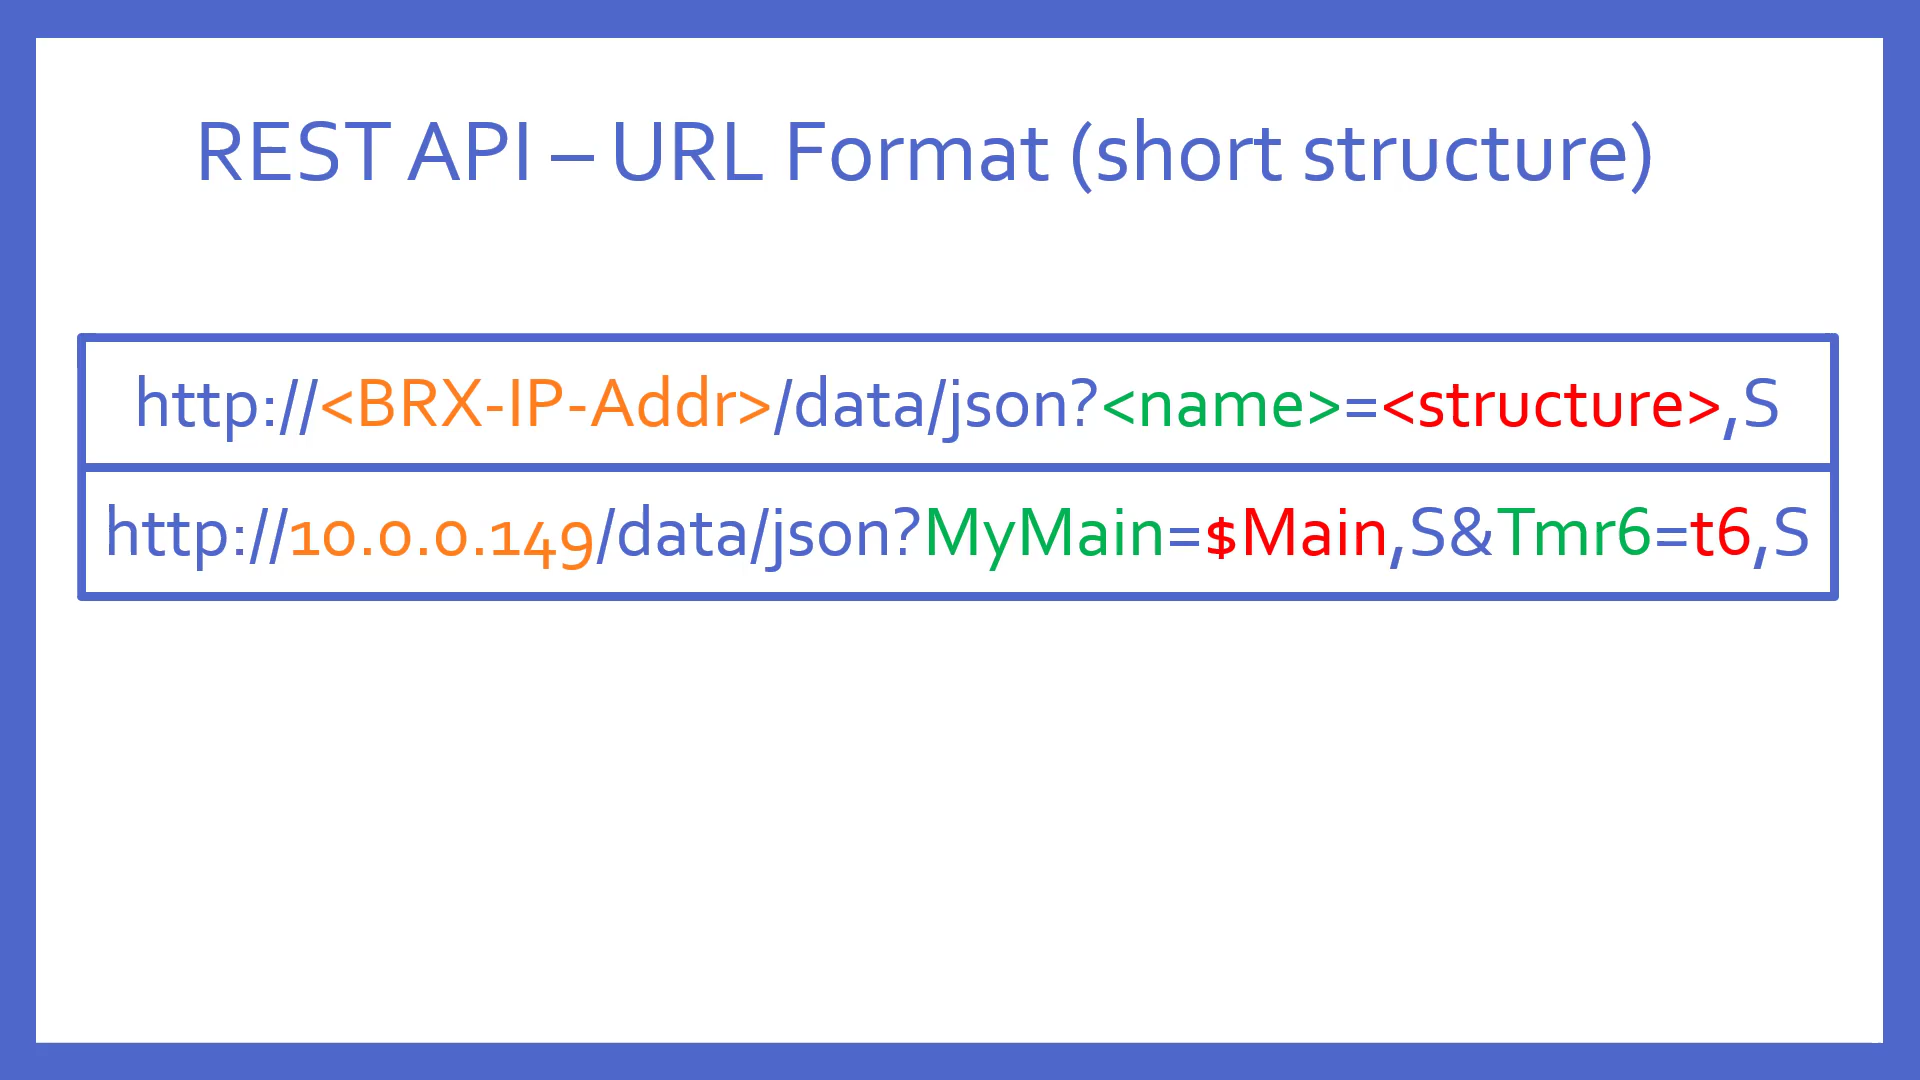 REST API – URL Format (short structure)
http://<BRX-IP-Addr>/data/json?<name>=<structure>,S
http://10.0.0.149/data/json?MyMain=$Main,S&Tmr6=t6,S